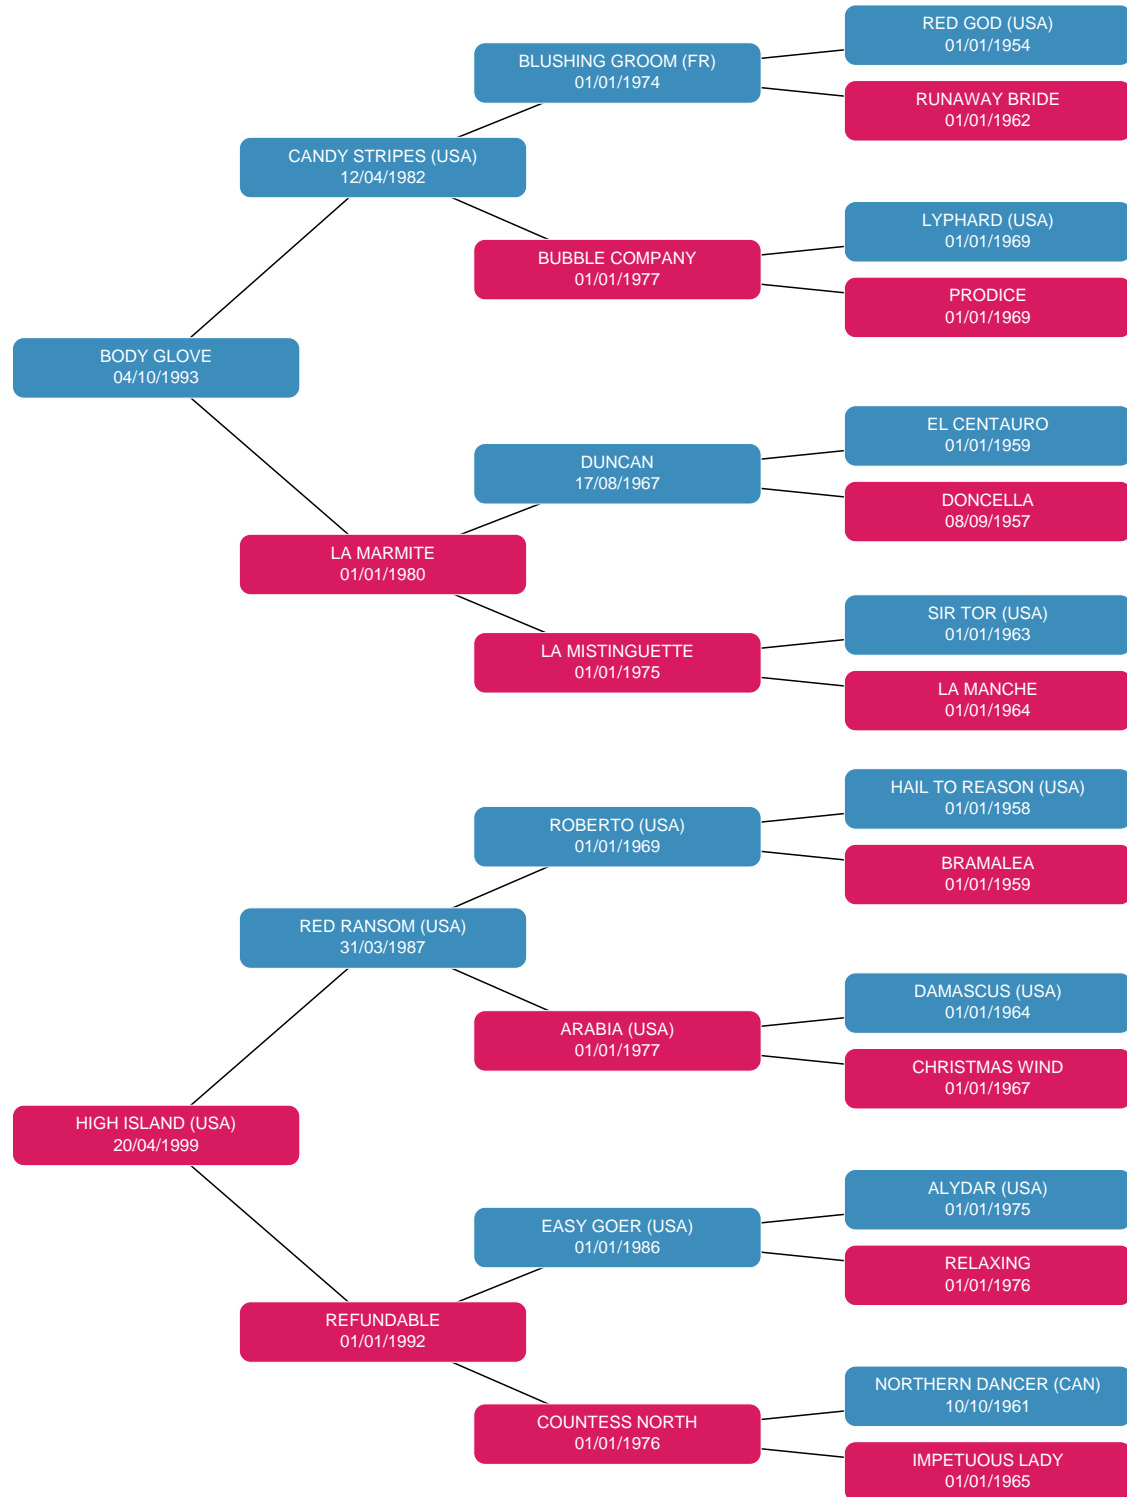 RED GOD (USA)
01/01/1954
BLUSHING GROOM (FR)
01/01/1974
RUNAWAY BRIDE
01/01/1962
CANDY STRIPES (USA)
12/04/1982
LYPHARD (USA)
01/01/1969
BUBBLE COMPANY
01/01/1977
PRODICE
01/01/1969
BODY GLOVE
04/10/1993
EL CENTAURO
01/01/1959
DUNCAN
17/08/1967
DONCELLA
08/09/1957
LA MARMITE
01/01/1980
SIR TOR (USA)
01/01/1963
LA MISTINGUETTE
01/01/1975
LA MANCHE
01/01/1964
HAIL TO REASON (USA)
01/01/1958
ROBERTO (USA)
01/01/1969
BRAMALEA
01/01/1959
RED RANSOM (USA)
31/03/1987
DAMASCUS (USA)
01/01/1964
ARABIA (USA)
01/01/1977
CHRISTMAS WIND
01/01/1967
HIGH ISLAND (USA)
20/04/1999
ALYDAR (USA)
01/01/1975
EASY GOER (USA)
01/01/1986
RELAXING
01/01/1976
REFUNDABLE
01/01/1992
NORTHERN DANCER (CAN)
10/10/1961
COUNTESS NORTH
01/01/1976
IMPETUOUS LADY
01/01/1965